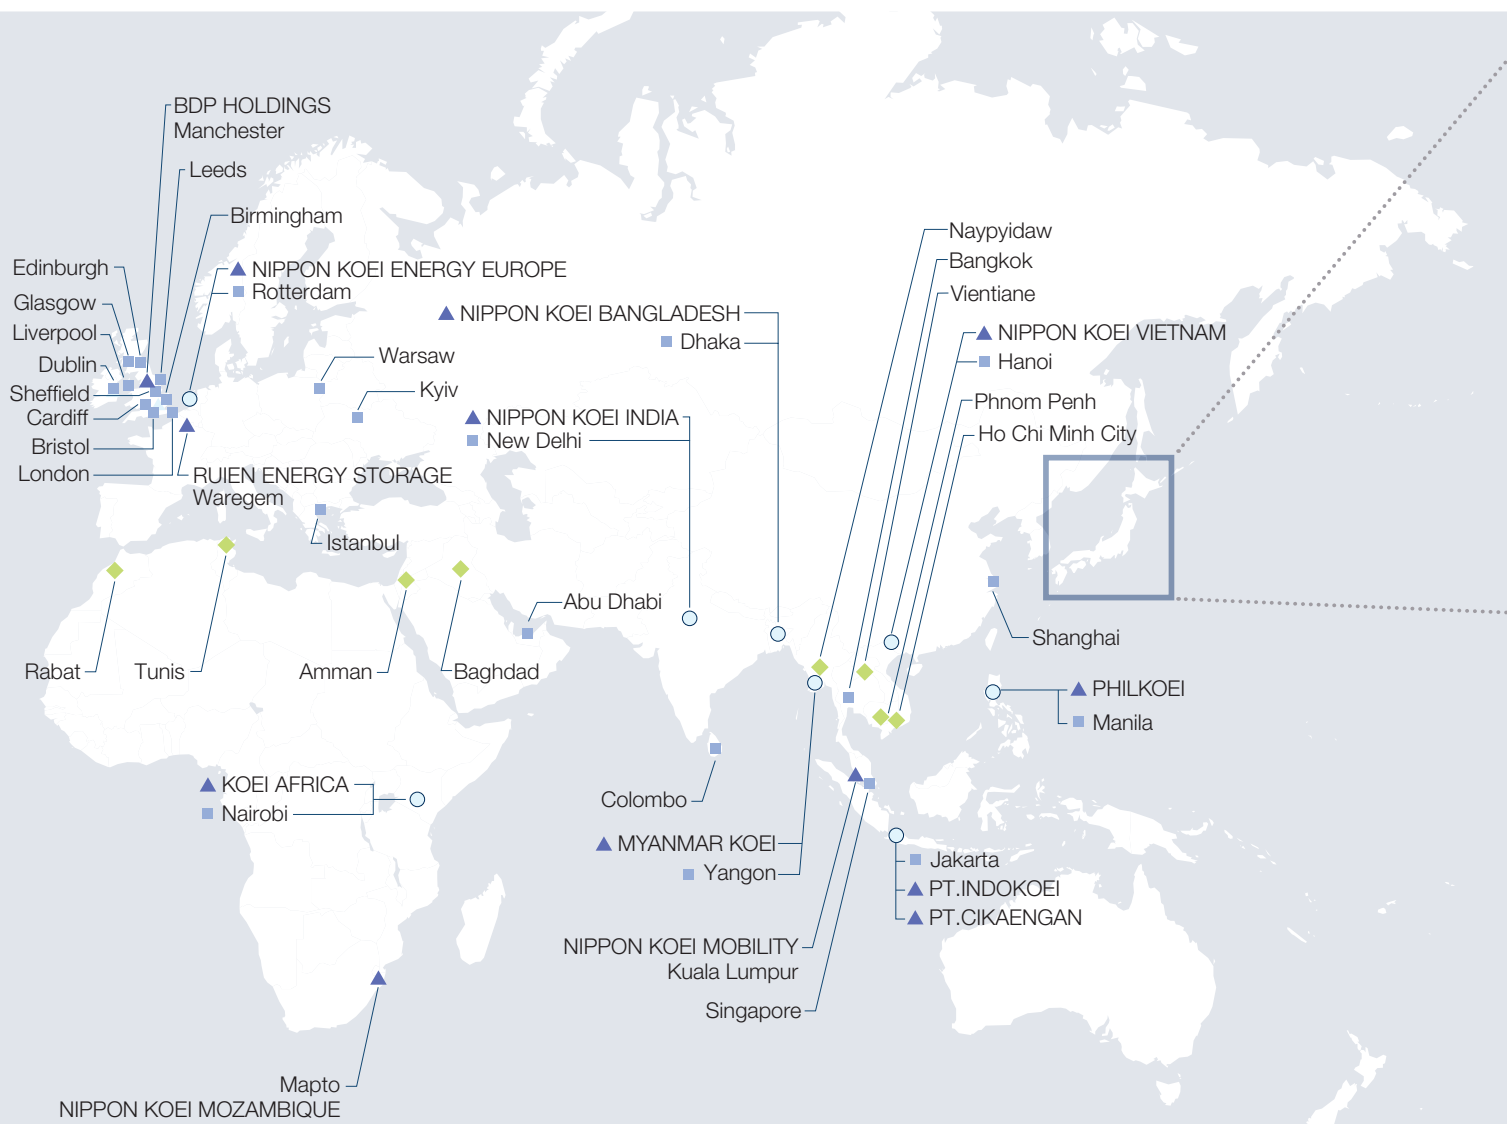 BDP HOLDINGS
Manchester
Leeds
Birmingham
Edinburgh
Glasgow
Liverpool
Dublin
Sheffield
Cardiff
Bristol
London
NIPPON KOEI ENERGY EUROPE
Rotterdam
RUIEN ENERGY STORAGE
Waregem
Warsaw
Kyiv
Istanbul
NIPPON KOEI BANGLADESH
Dhaka
NIPPON KOEI INDIA
New Delhi
Naypyidaw
Bangkok
Vientiane
NIPPON KOEI VIETNAM
Hanoi
Phnom Penh
Ho Chi Minh City
Abu Dhabi
Rabat
Tunis
Amman
Baghdad
Shanghai
PHILKOEI
Manila
KOEI AFRICA
Nairobi
Colombo
MYANMAR KOEI
Yangon
Jakarta
PT.INDOKOEI
PT.CIKAENGAN
NIPPON KOEI MOBILITY
Kuala Lumpur
Singapore
Mapto
NIPPON KOEI MOZAMBIQUE